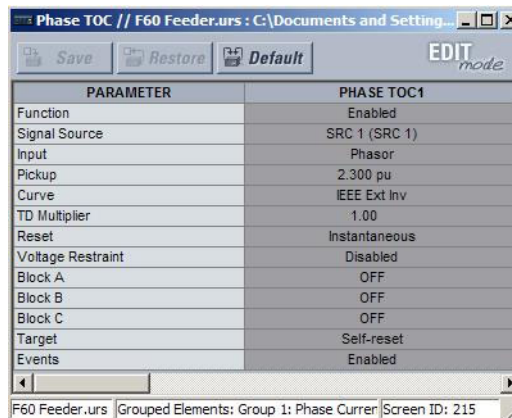 Phase TOC // F60 Feeder.urs : C:\Documents and Setting...
Save Restore Default EDIT mode
PARAMETER PHASE TOC1
Function Enabled
Signal Source SRC 1 (SRC 1)
Input Phasor
Pickup 2.300 pu
Curve IEEE Ext Inv
TD Multiplier 1.00
Reset Instantaneous
Voltage Restraint Disabled
Block A OFF
Block B OFF
Block C OFF
Target Self-reset
Events Enabled
F60 Feeder.urs Grouped Elements: Group 1: Phase Curren Screen ID: 215